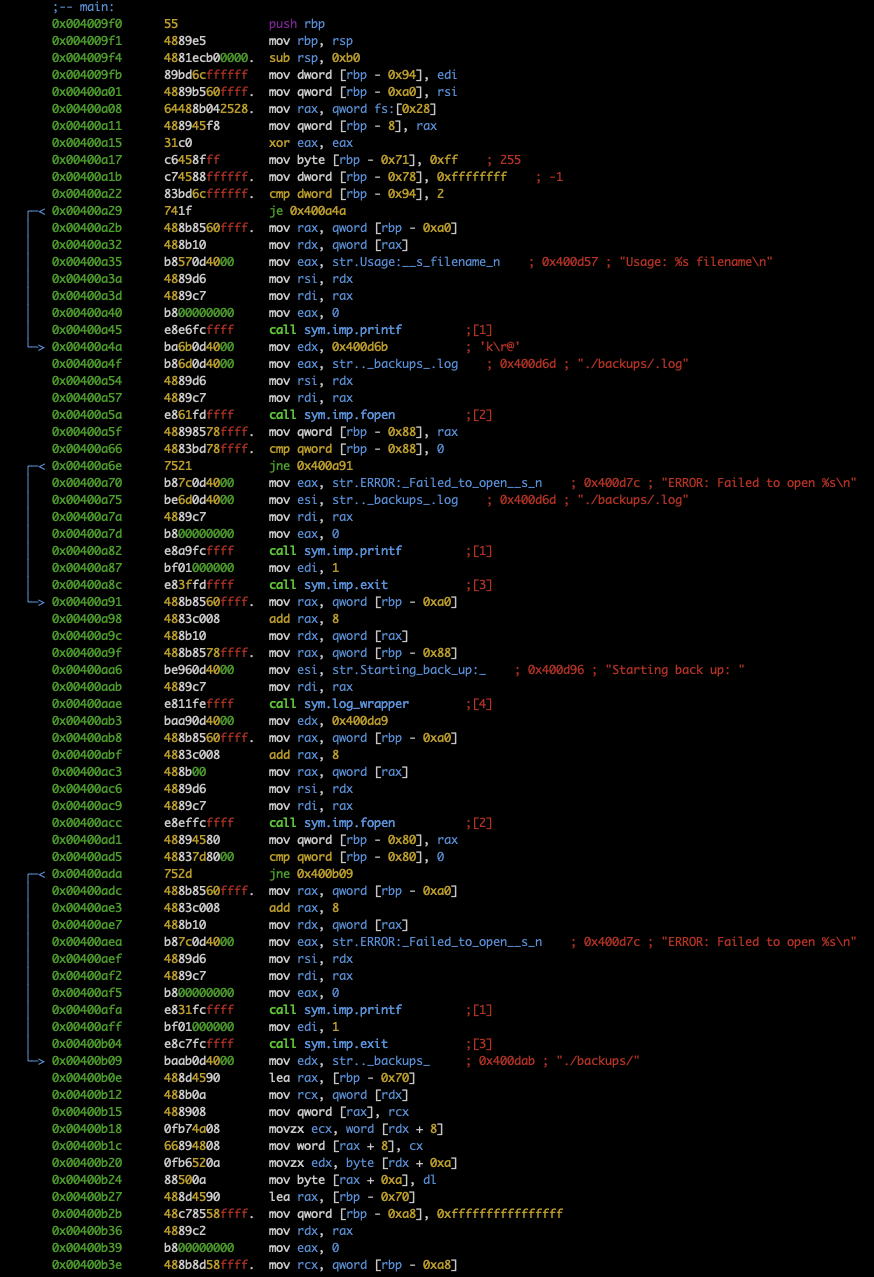 ;-- main:
0x004009f0 55 push rbp
0x004009f1 4889e5 mov rbp, rsp
0x004009f4 4881ecb00000. sub rsp, 0xb0
0x004009fb 89bd6cffffff mov dword [rbp - 0x94], edi
0x00400a01 4889b560ffff. mov qword [rbp - 0xa0], rsi
0x00400a08 64488b042528. mov rax, qword fs:[0x28]
0x00400a11 488945f8 mov qword [rbp - 8], rax
0x00400a15 31c0 xor eax, eax
0x00400a17 c6458fff mov byte [rbp - 0x71], 0xff ; 255
0x00400a1b c74588ffffff. mov dword [rbp - 0x78], 0xffffffff ; -1
0x00400a22 83bd6cffffff. cmp dword [rbp - 0x94], 2
0x00400a29 741f je 0x400a4a
0x00400a2b 488b8560ffff. mov rax, qword [rbp - 0xa0]
0x00400a32 488b10 mov rdx, qword [rax]
0x00400a35 b8570d4000 mov eax, str.Usage:__s_filename_n ; 0x400d57 ; "Usage: %s filename\n"
0x00400a3a 4889d6 mov rsi, rdx
0x00400a3d 4889c7 mov rdi, rax
0x00400a40 b800000000 mov eax, 0
0x00400a45 e8e6fcffff call sym.imp.printf ;[1]
0x00400a4a ba6b0d4000 mov edx, 0x400d6b ; 'k\r@'
0x00400a4f b86d0d4000 mov eax, str.._backups_.log ; 0x400d6d ; "./backups/.log"
0x00400a54 4889d6 mov rsi, rdx
0x00400a57 4889c7 mov rdi, rax
0x00400a5a e861fdffff call sym.imp.fopen ;[2]
0x00400a5f 48898578ffff. mov qword [rbp - 0x88], rax
0x00400a66 4883bd78ffff. cmp qword [rbp - 0x88], 0
0x00400a6e 7521 jne 0x400a91
0x00400a70 b87c0d4000 mov eax, str.ERROR:_Failed_to_open__s_n ; 0x400d7c ; "ERROR: Failed to open %s\n"
0x00400a75 be6d0d4000 mov esi, str.._backups_.log ; 0x400d6d ; "./backups/.log"
0x00400a7a 4889c7 mov rdi, rax
0x00400a7d b800000000 mov eax, 0
0x00400a82 e8a9fcffff call sym.imp.printf ;[1]
0x00400a87 bf01000000 mov edi, 1
0x00400a8c e83ffdffff call sym.imp.exit ;[3]
0x00400a91 488b8560ffff. mov rax, qword [rbp - 0xa0]
0x00400a98 4883c008 add rax, 8
0x00400a9c 488b10 mov rdx, qword [rax]
0x00400a9f 488b8578ffff. mov rax, qword [rbp - 0x88]
0x00400aa6 be960d4000 mov esi, str.Starting_back_up:_ ; 0x400d96 ; "Starting back up: "
0x00400aab 4889c7 mov rdi, rax
0x00400aae e811feffff call sym.log_wrapper ;[4]
0x00400ab3 baa90d4000 mov edx, 0x400da9
0x00400ab8 488b8560ffff. mov rax, qword [rbp - 0xa0]
0x00400abf 4883c008 add rax, 8
0x00400ac3 488b00 mov rax, qword [rax]
0x00400ac6 4889d6 mov rsi, rdx
0x00400ac9 4889c7 mov rdi, rax
0x00400acc e8effcffff call sym.imp.fopen ;[2]
0x00400ad1 48894580 mov qword [rbp - 0x80], rax
0x00400ad5 48837d8000 cmp qword [rbp - 0x80], 0
0x00400ada 752d jne 0x400b09
0x00400adc 488b8560ffff. mov rax, qword [rbp - 0xa0]
0x00400ae3 4883c008 add rax, 8
0x00400ae7 488b10 mov rdx, qword [rax]
0x00400aea b87c0d4000 mov eax, str.ERROR:_Failed_to_open__s_n ; 0x400d7c ; "ERROR: Failed to open %s\n"
0x00400aef 4889d6 mov rsi, rdx
0x00400af2 4889c7 mov rdi, rax
0x00400af5 b800000000 mov eax, 0
0x00400afa e831fcffff call sym.imp.printf ;[1]
0x00400aff bf01000000 mov edi, 1
0x00400b04 e8c7fcffff call sym.imp.exit ;[3]
0x00400b09 baab0d4000 mov edx, str.._backups_ ; 0x400dab ; "./backups/"
0x00400b0e 488d4590 lea rax, [rbp - 0x70]
0x00400b12 488b0a mov rcx, qword [rdx]
0x00400b15 488908 mov qword [rax], rcx
0x00400b18 0fb74a08 movzx ecx, word [rdx + 8]
0x00400b1c 66894808 mov word [rax + 8], cx
0x00400b20 0fb6520a movzx edx, byte [rdx + 0xa]
0x00400b24 88500a mov byte [rax + 0xa], dl
0x00400b27 488d4590 lea rax, [rbp - 0x70]
0x00400b2b 48c78558ffff. mov qword [rbp - 0xa8], 0xffffffffffffffff
0x00400b36 4889c2 mov rdx, rax
0x00400b39 b800000000 mov eax, 0
0x00400b3e 488b8d58ffff. mov rcx, qword [rbp - 0xa8]